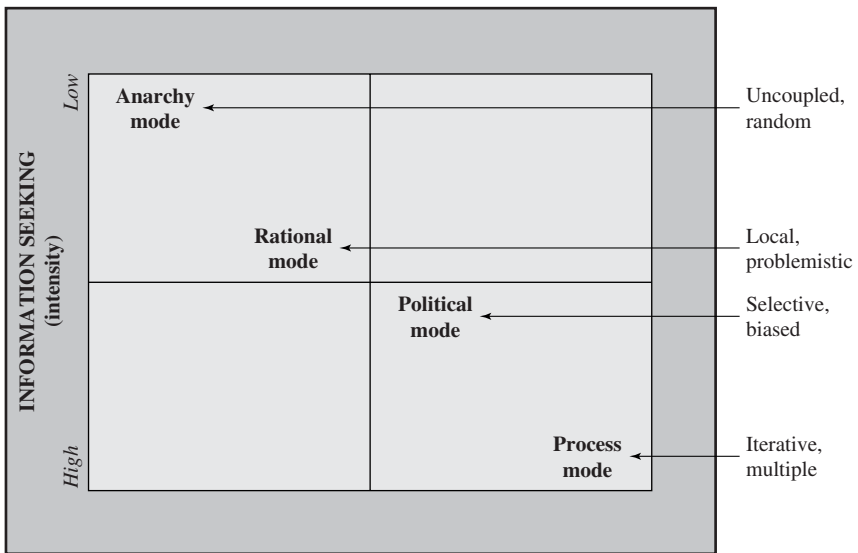 INFORMATION SEEKING
(intensity)
Low
High
Anarchy
mode
Uncoupled,
random
Rational
mode
Local,
problemistic
Political
mode
Selective,
biased
Process
mode
Iterative,
multiple